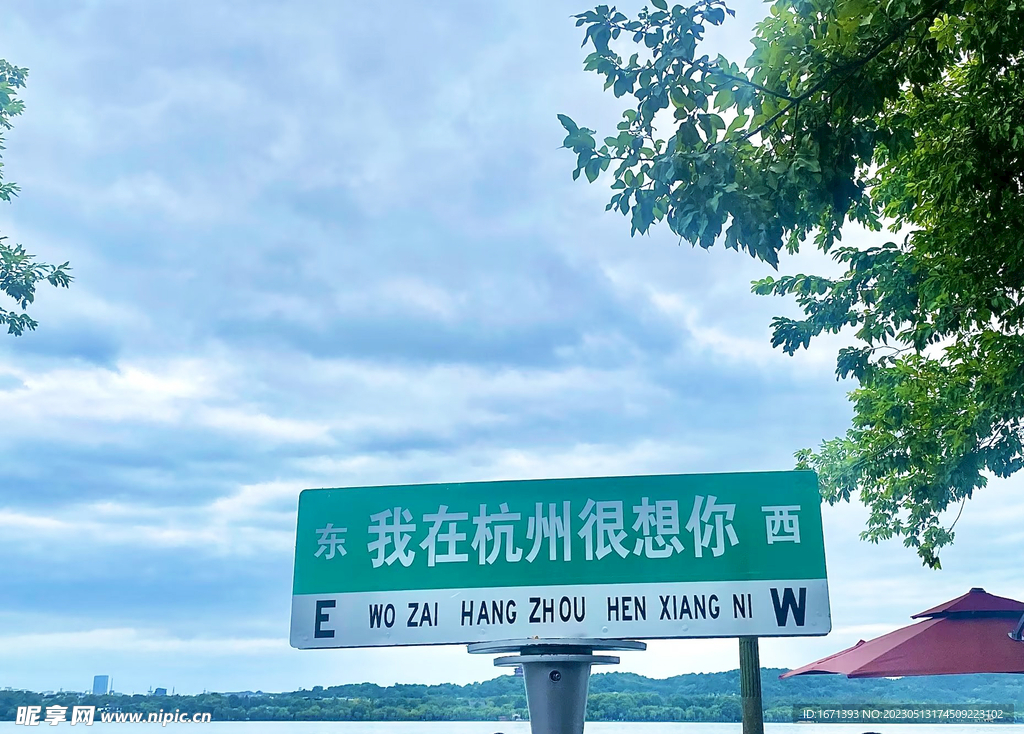 东 我在杭州很想你 西
E WO ZAI HANG ZHOU HEN XIANG NI W
昵享网 www.nipic.cn
ID:1671393 NO:20230513174509223102